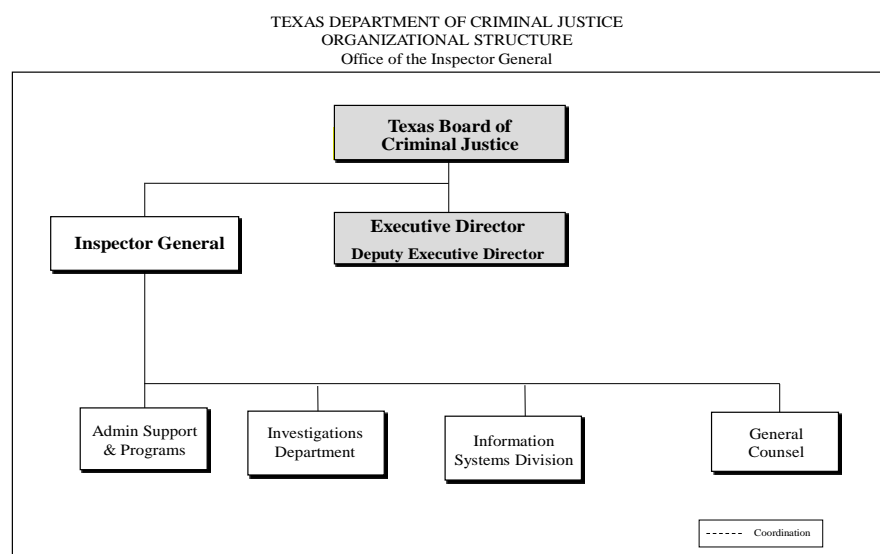 TEXAS DEPARTMENT OF CRIMINAL JUSTICE
ORGANIZATIONAL STRUCTURE
Office of the Inspector General
Texas Board of
Criminal Justice
Inspector General
Executive Director
Deputy Executive Director
Admin Support
& Programs
Investigations
Department
Information
Systems Division
General
Counsel
Coordination